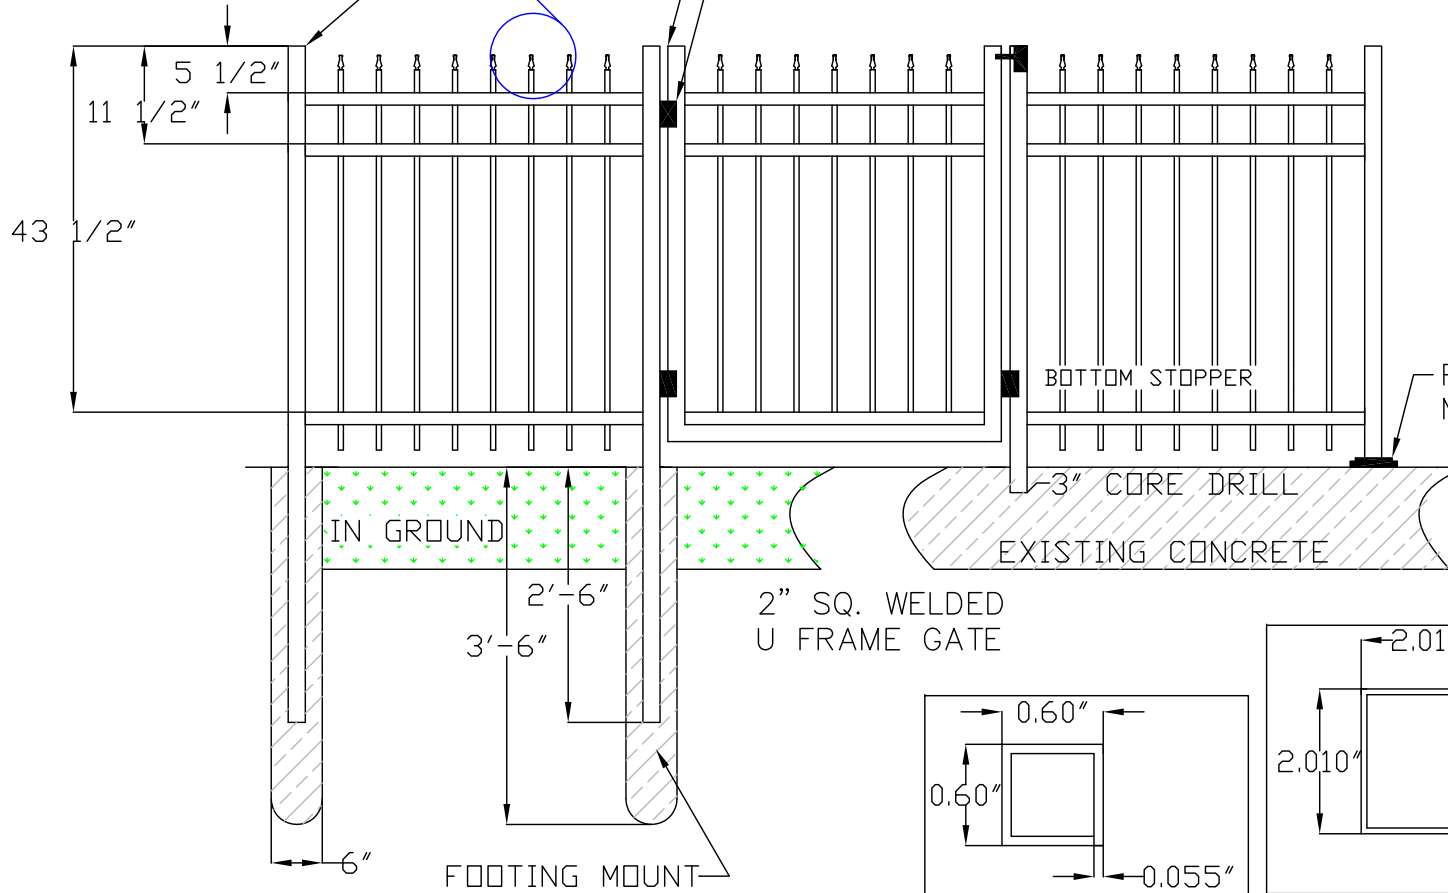 5 1/2"
11 1/2"
43 1/2"
BOTTOM STOPPER
3" CORE DRILL
IN GROUND
EXISTING CONCRETE
2'-6"
2" SQ. WELDED
U FRAME GATE
3'-6"
2.01
0.60"
2.010"
0.60"
6"
FOOTING MOUNT
0.055"